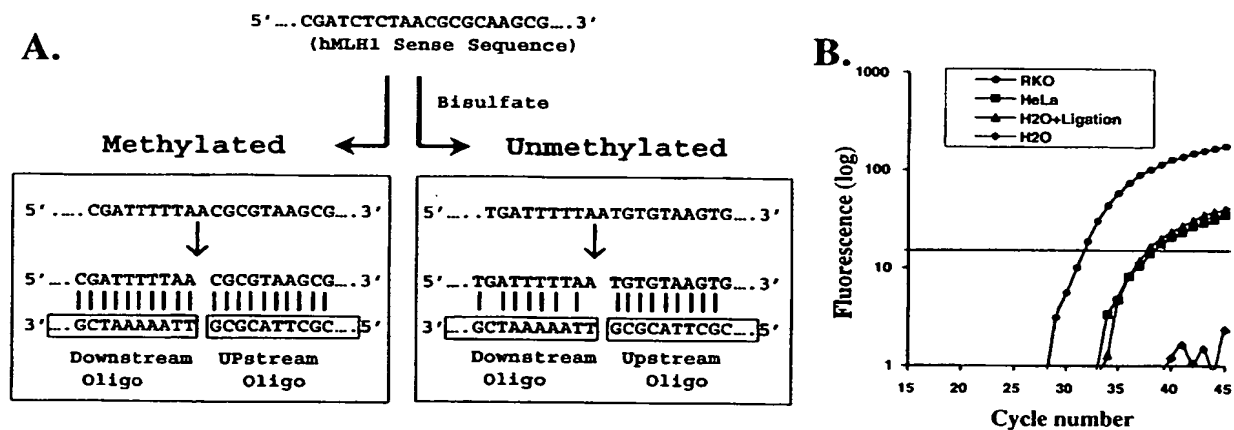 A.
5'....CGATCTCTAACGCGCAAGCG....3'
(hMLH1 Sense Sequence)
Bisulfate
Methylated
Unmethylated
5' ....CGATTTTTAACGCGTAAGCG....3'
5'....CGATTTTTAA CGCGTAAGCG....3'
3'...GCTAAAAATT GCGCATTCGC...5'
Downstream Oligo
UPstream Oligo
5' ....TGATTTTTAATGTGTAAGTG....3'
5'....TGATTTTTAA TGTGTAAGTG....3'
3'...GCTAAAAATT GCGCATTCGC...5'
Downstream Oligo
Upstream Oligo
B.
RKO
HeLa
H2O+Ligation
H2O
Fluorescence (log)
1000
100
10
1
15 20 25 30 35 40 45
Cycle number